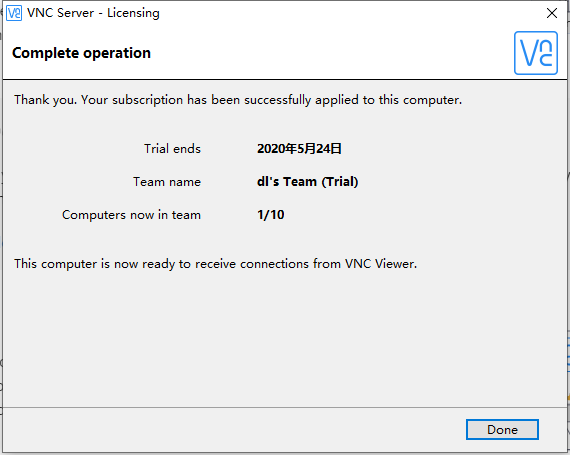 VNC Server - Licensing
Complete operation
Thank you. Your subscription has been successfully applied to this computer.
Trial ends 2020年5月24日
Team name dl's Team (Trial)
Computers now in team 1/10
This computer is now ready to receive connections from VNC Viewer.
Done